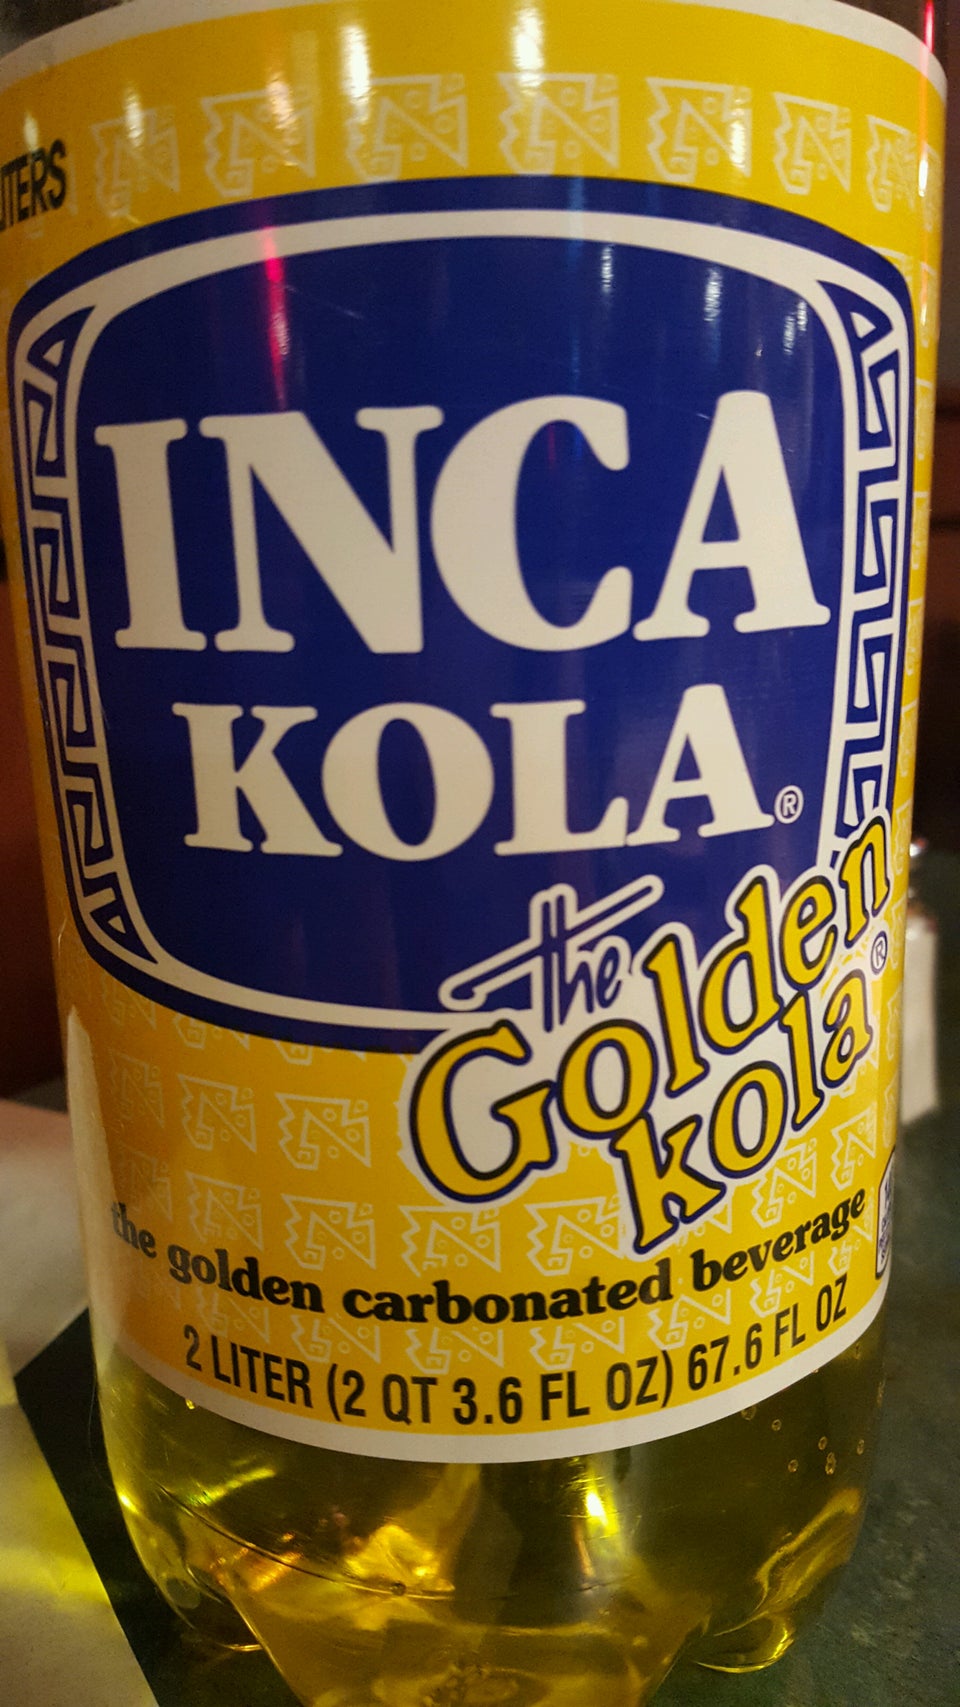 INCA
KOLA®
the
Golden
kola®
the golden carbonated beverage
2 LITER (2 QT 3.6 FL OZ) 67.6 FL OZ